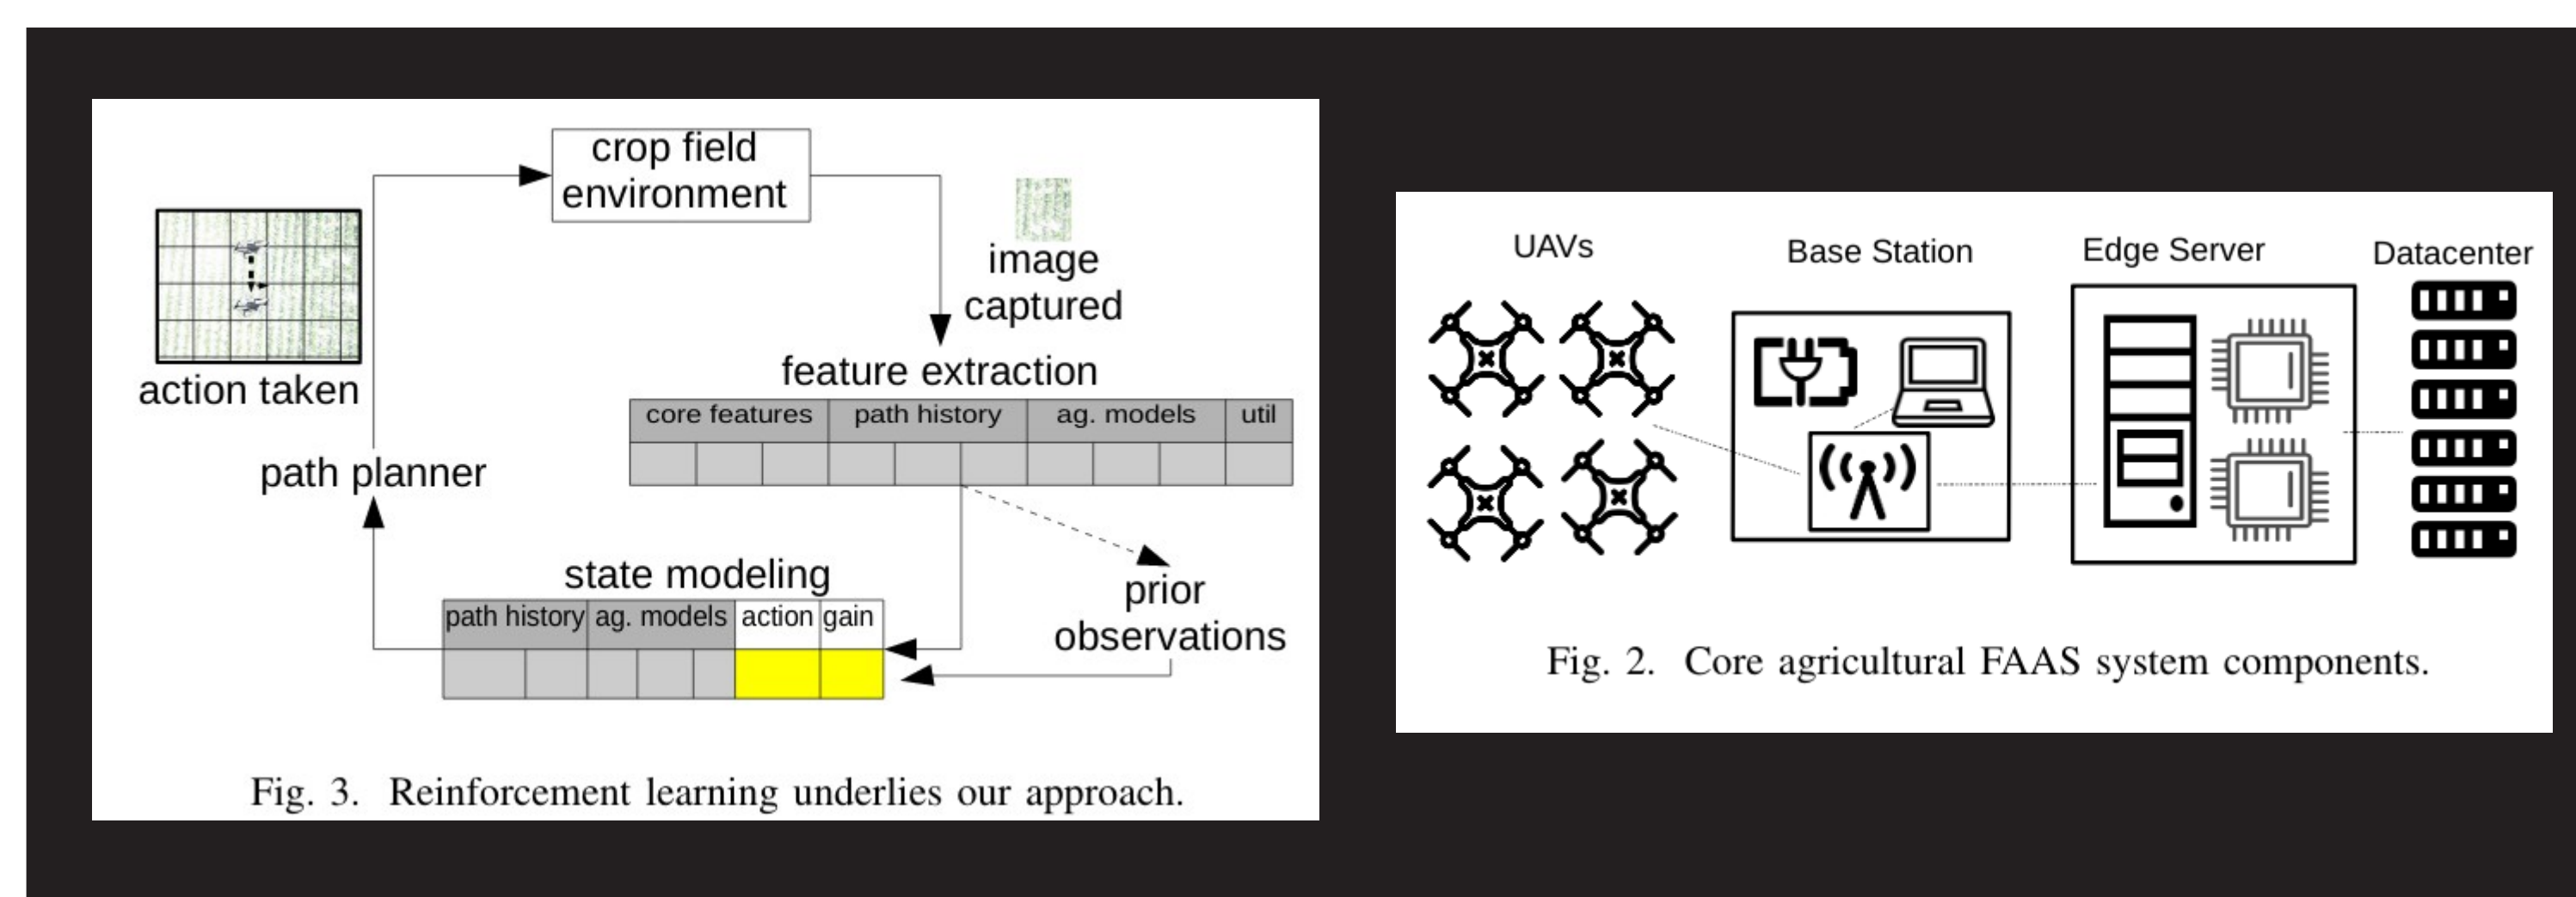 crop field
environment
image
captured
feature extraction
core features path history ag. models util
action taken
path planner
state modeling
path history ag. models action gain
prior
observations
Fig. 3. Reinforcement learning underlies our approach.
UAVs Base Station Edge Server Datacenter
Fig. 2. Core agricultural FAAS system components.